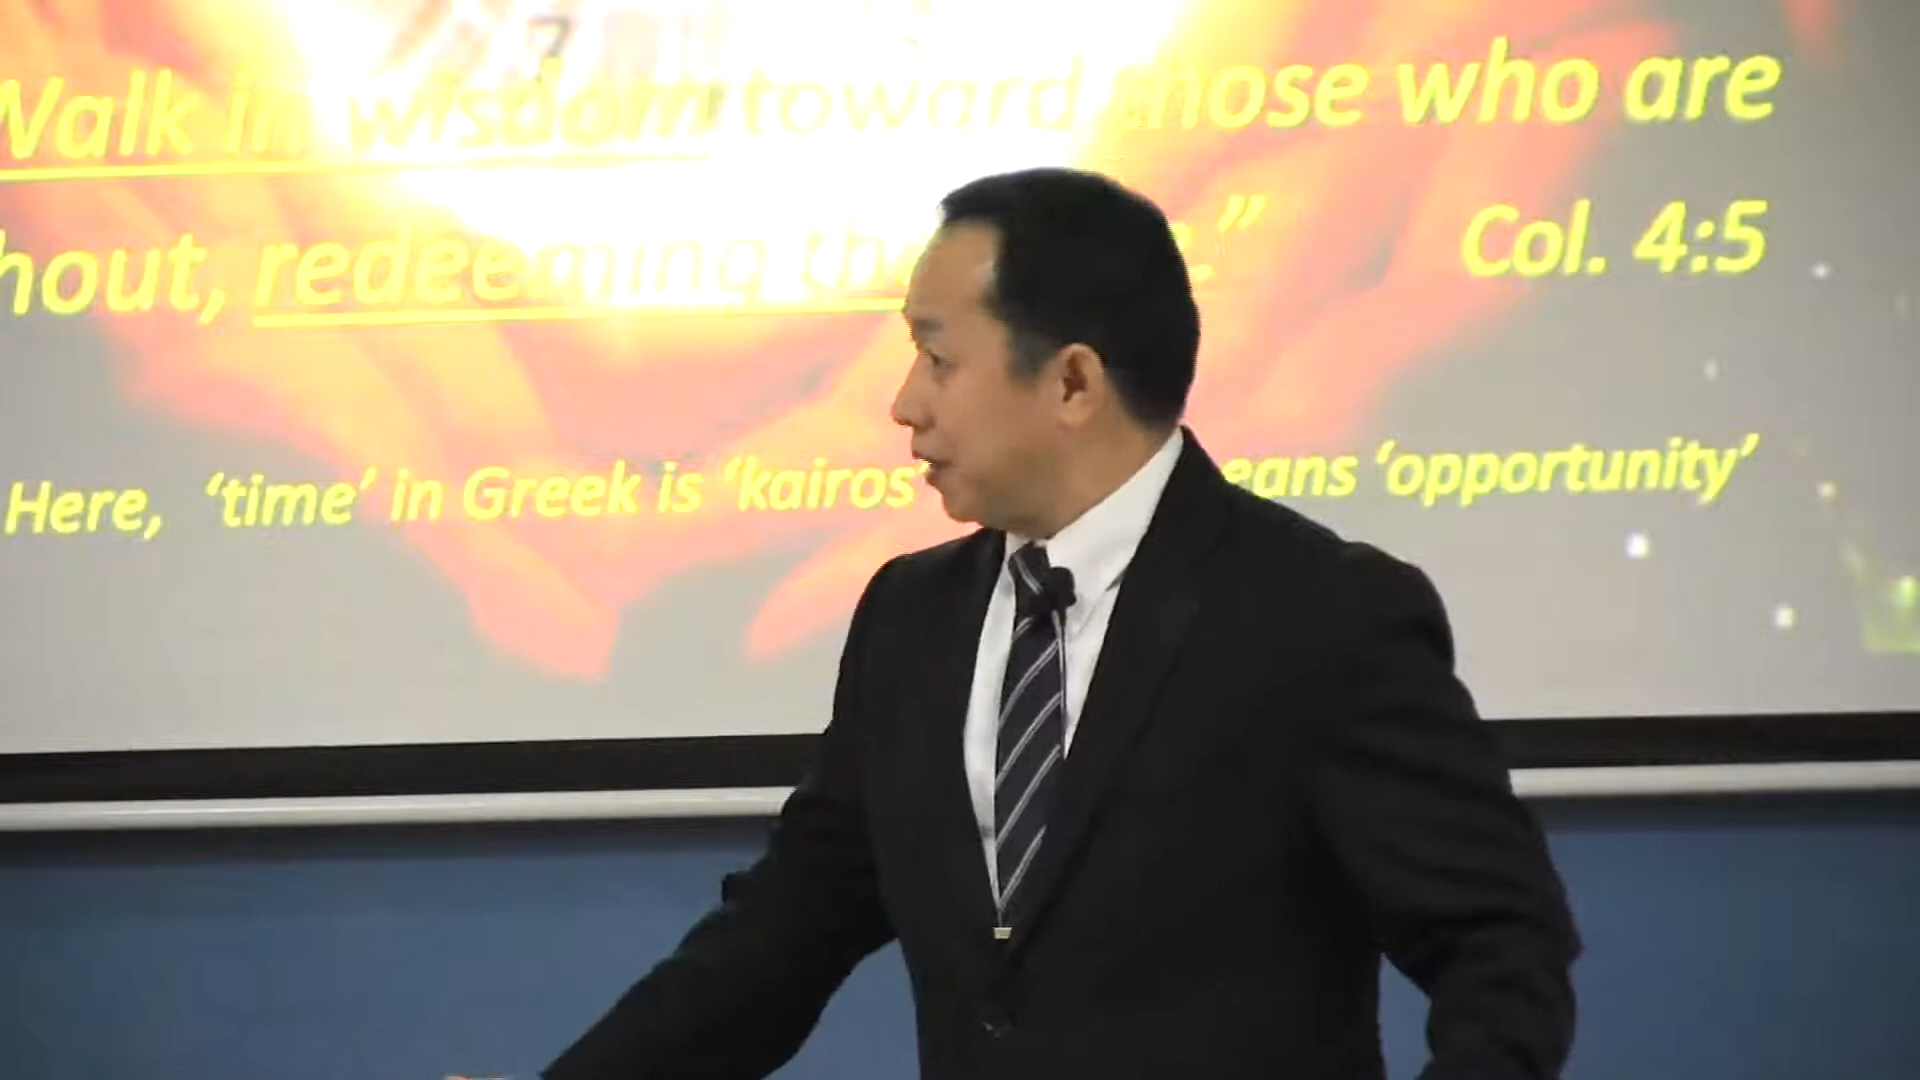 Walk in wisdom toward those who are
hout, redeeming the .” Col. 4:5
Here, ‘time’ in Greek is ‘kairos’ eans ‘opportunity’